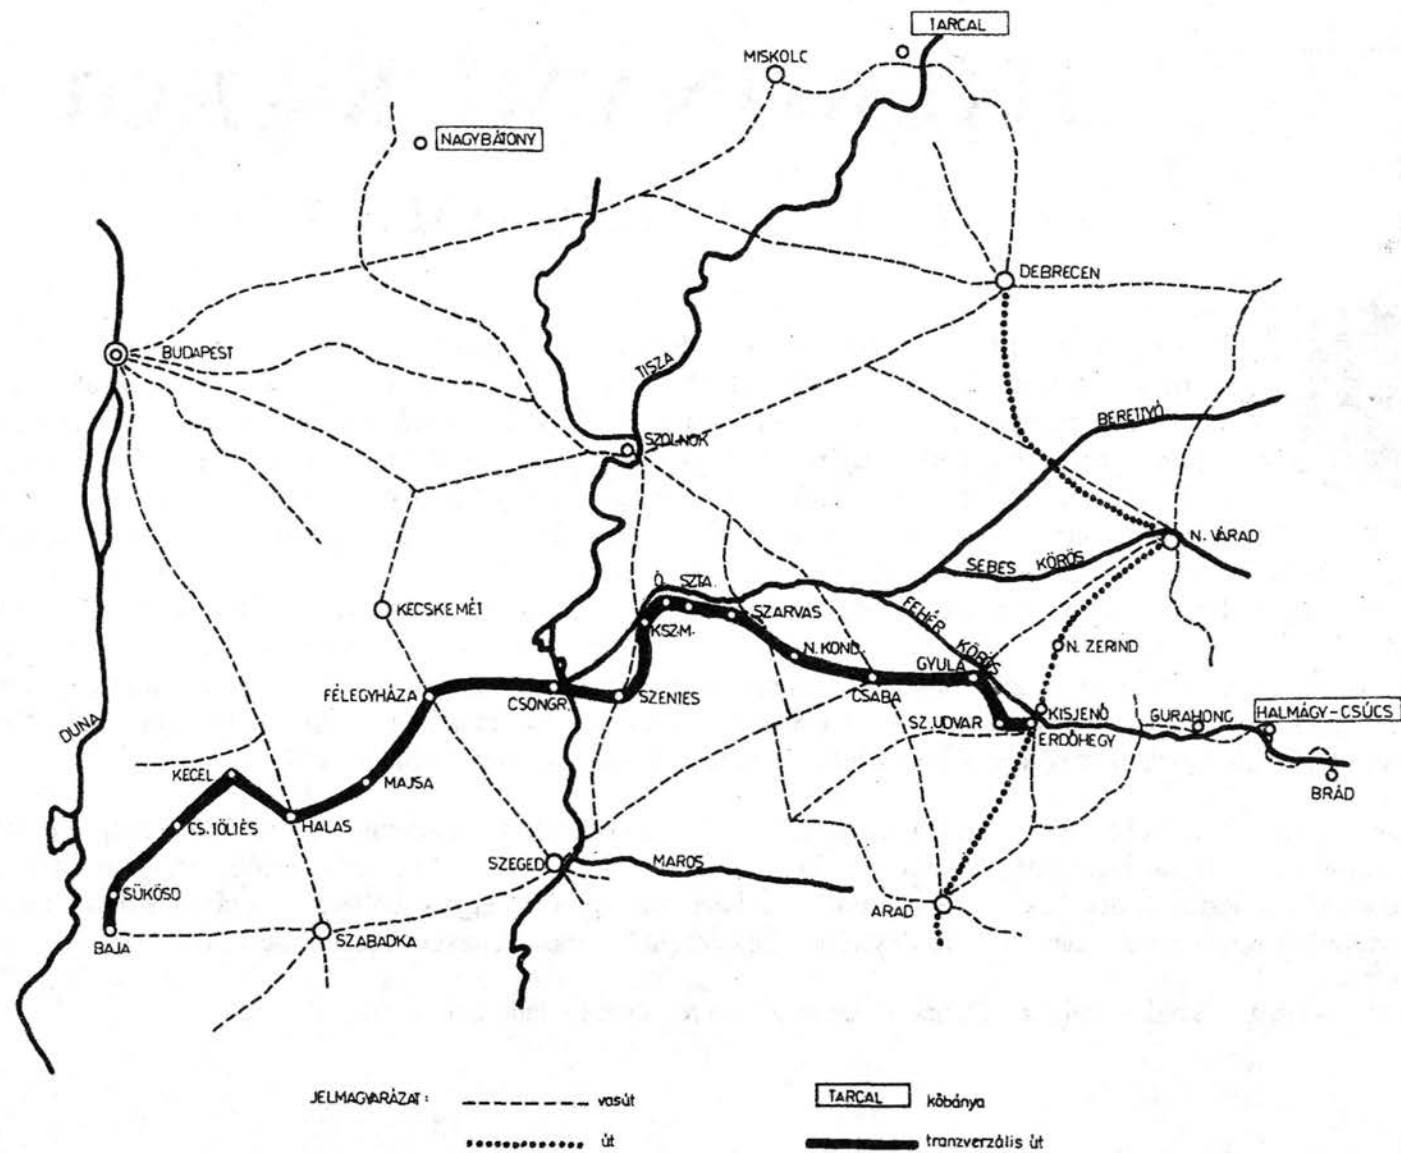 TARCAL
MISKOLC
NAGYBÁTONY
DEBRECEN
BUDAPEST
TISZA
BERETTYÓ
SZOLNOK
N. VÁRAD
SEBES KÖRÖS
Ö. SZTA.
KECSKEMÉT
SZARVAS
FEHÉR KÖRÖS
KSZ.M.
N. KOND.
N. ZERIND
GYULA
FÉLEGYHÁZA
CSONGR.
SZENTES
CSABA
KISJENŐ
GURAHONC
HALMÁGY-CSÚCS
DUNA
SZ. UDVAR
ERDŐHEGY
KECEL
MAJSA
BRÁD
CS. TÖLTÉS
HALAS
SZEGED
MAROS
SÜKÖSD
ARAD
BAJA
SZABADKA
JELMAGYARÁZAT:
vasút
TARCAL
kőbánya
út
tranzverzális út